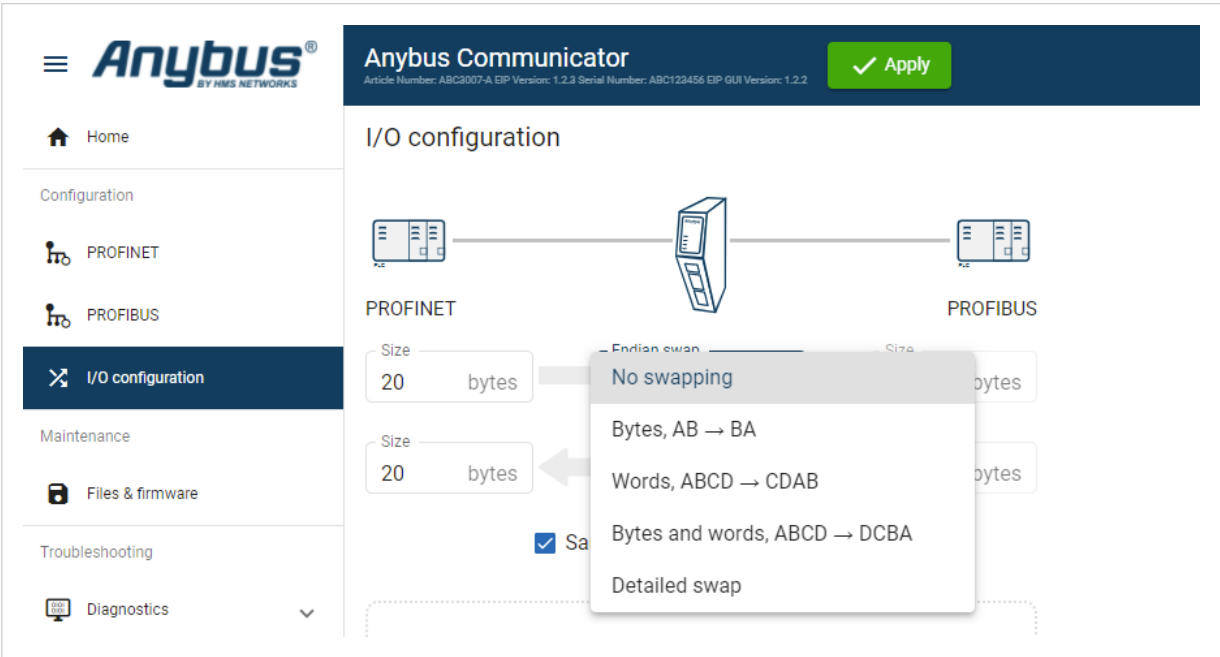 Anybus®
BY HMS NETWORKS
Anybus Communicator
Article Number: ABC3007-A EIP Version: 1.2.3 Serial Number: ABC123456 EIP GUI Version: 1.2.2
Apply
Home
Configuration
PROFINET
PROFIBUS
I/O configuration
Maintenance
Files & firmware
Troubleshooting
Diagnostics
I/O configuration
PLC
PLC
PROFINET
PROFIBUS
Size
Endian swap
Size
20 bytes
bytes
Size
20 bytes
bytes
No swapping
Bytes, AB → BA
Words, ABCD → CDAB
Bytes and words, ABCD → DCBA
Detailed swap
Sa